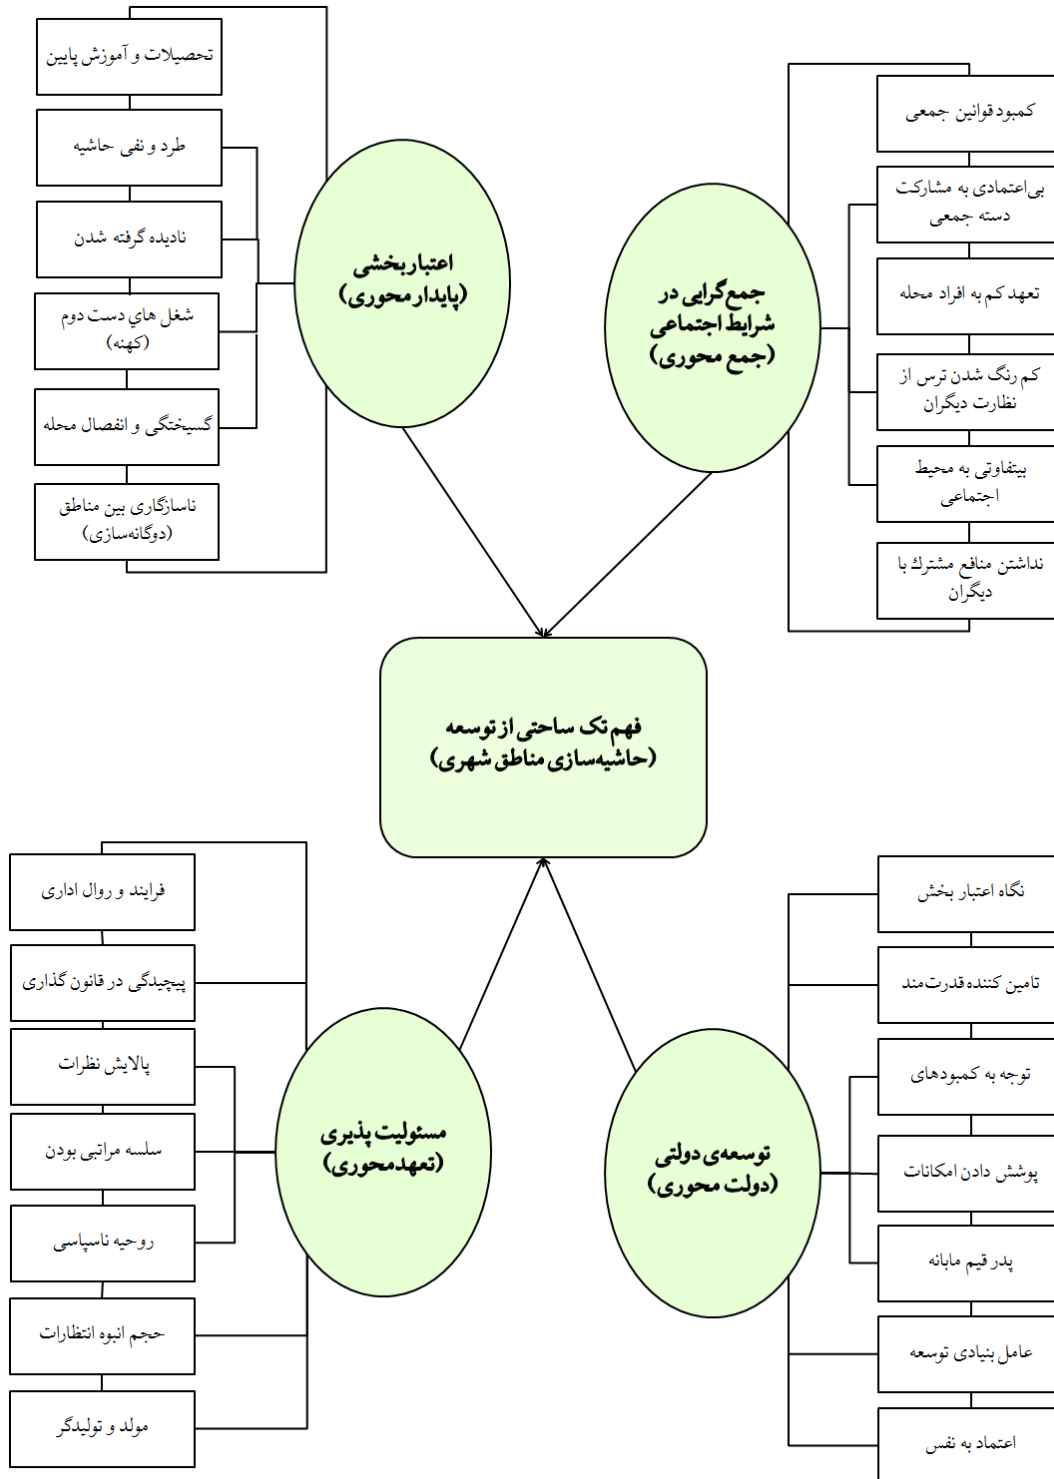 کمبود قوانین جمعی
بی‌اعتمادی به مشارکت
دسته جمعی
تعهد کم به افراد محله
کم رنگ شدن ترس از
نظارت دیگران
بیتفاوتی به محیط
اجتماعی
نداشتن منافع مشترك با
دیگران
جمع‌گرایی در
شرایط اجتماعی
(جمع محوری)
تحصیلات و آموزش پایین
طرد و نفی حاشیه
نادیده گرفته شدن
شغل هاي دست دوم
(کهنه)
گسیختگی و انفصال محله
ناسازگاری بین مناطق
(دوگانه‌سازی)
اعتباربخشی
(پایدار محوری)
فهم تک ساحتی از توسعه
(حاشیه‌سازی مناطق شهری)
نگاه اعتبار بخش
تامین کننده قدرت‌مند
توجه به کمبودهای
پوشش دادن امکانات
پدر قیم مابانه
عامل بنیادی توسعه
اعتماد به نفس
توسعه‌ی دولتی
(دولت محوری)
فرایند و روال اداری
پیچیدگی در قانون گذاری
پالایش نظرات
سلسه مراتبی بودن
روحیه ناسپاسی
حجم انبوه انتظارات
مولد و تولیدگر
مسئولیت پذیری
(تعهدمحوری)